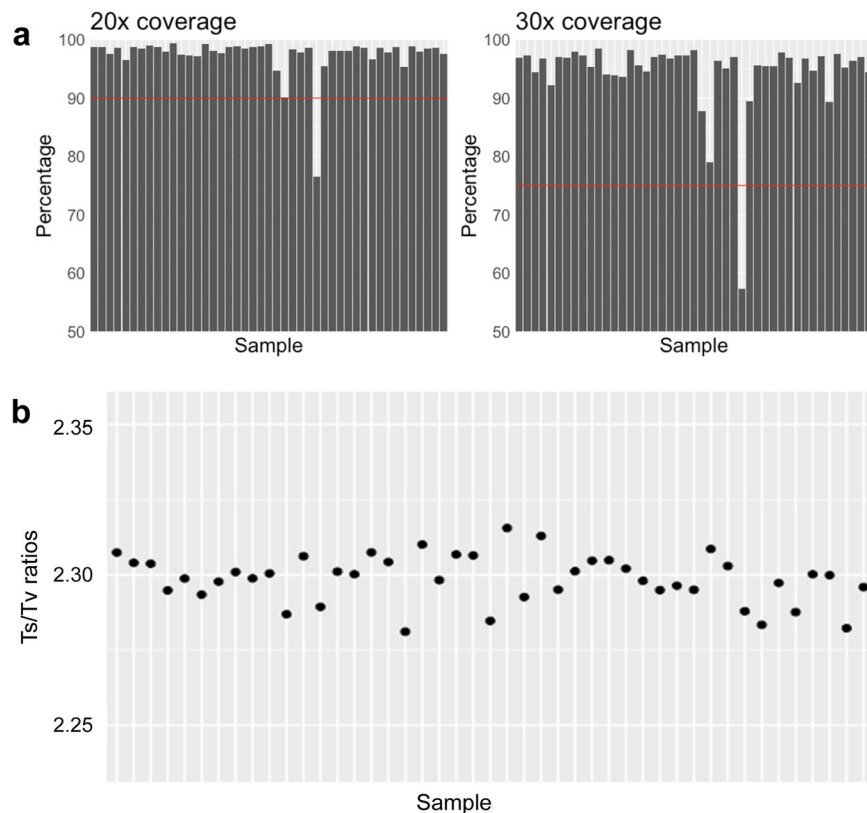 a
20x coverage
30x coverage
Percentage
100
90
80
70
60
50
Sample
Percentage
100
90
80
70
60
50
Sample
b
Ts/Tv ratios
2.35
2.30
2.25
Sample